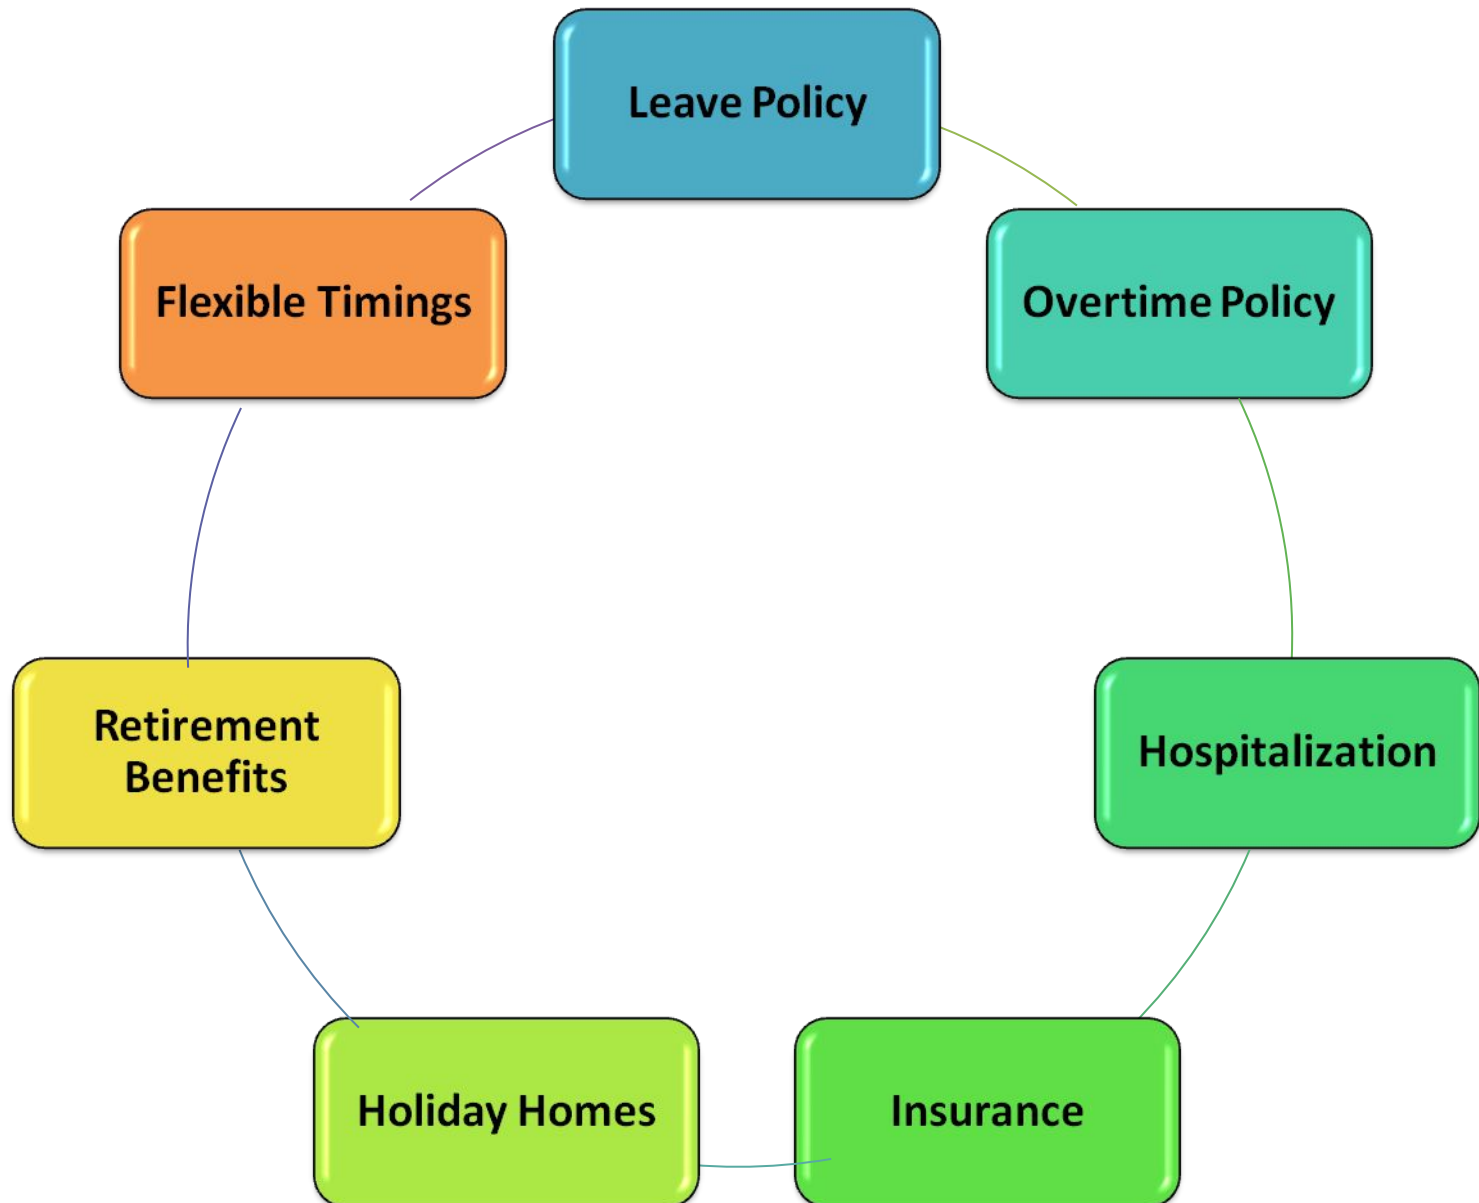 Leave Policy
Flexible Timings
Overtime Policy
Retirement
Benefits
Hospitalization
Holiday Homes
Insurance